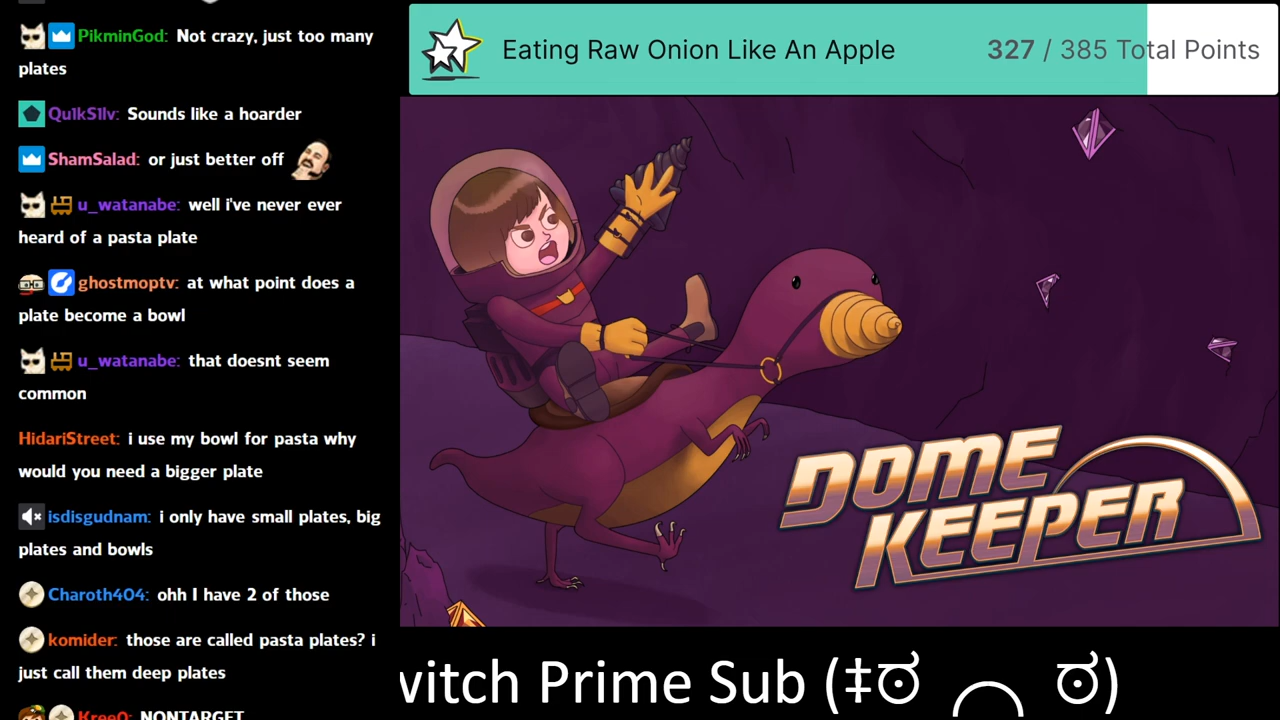 PikminGod: Not crazy, just too many
plates
Qu1kS1lv: Sounds like a hoarder
ShamSalad: or just better off
u_watanabe: well i've never ever
heard of a pasta plate
ghostmoptv: at what point does a
plate become a bowl
u_watanabe: that doesnt seem
common
HidariStreet: i use my bowl for pasta why
would you need a bigger plate
isdisgudnam: i only have small plates, big
plates and bowls
Charoth404: ohh I have 2 of those
komider: those are called pasta plates? i
just call them deep plates
KreeO: NONTARGET
Eating Raw Onion Like An Apple 327 / 385 Total Points
DOME
KEEPER
witch Prime Sub (‡ಠ ╭╮ ಠ)